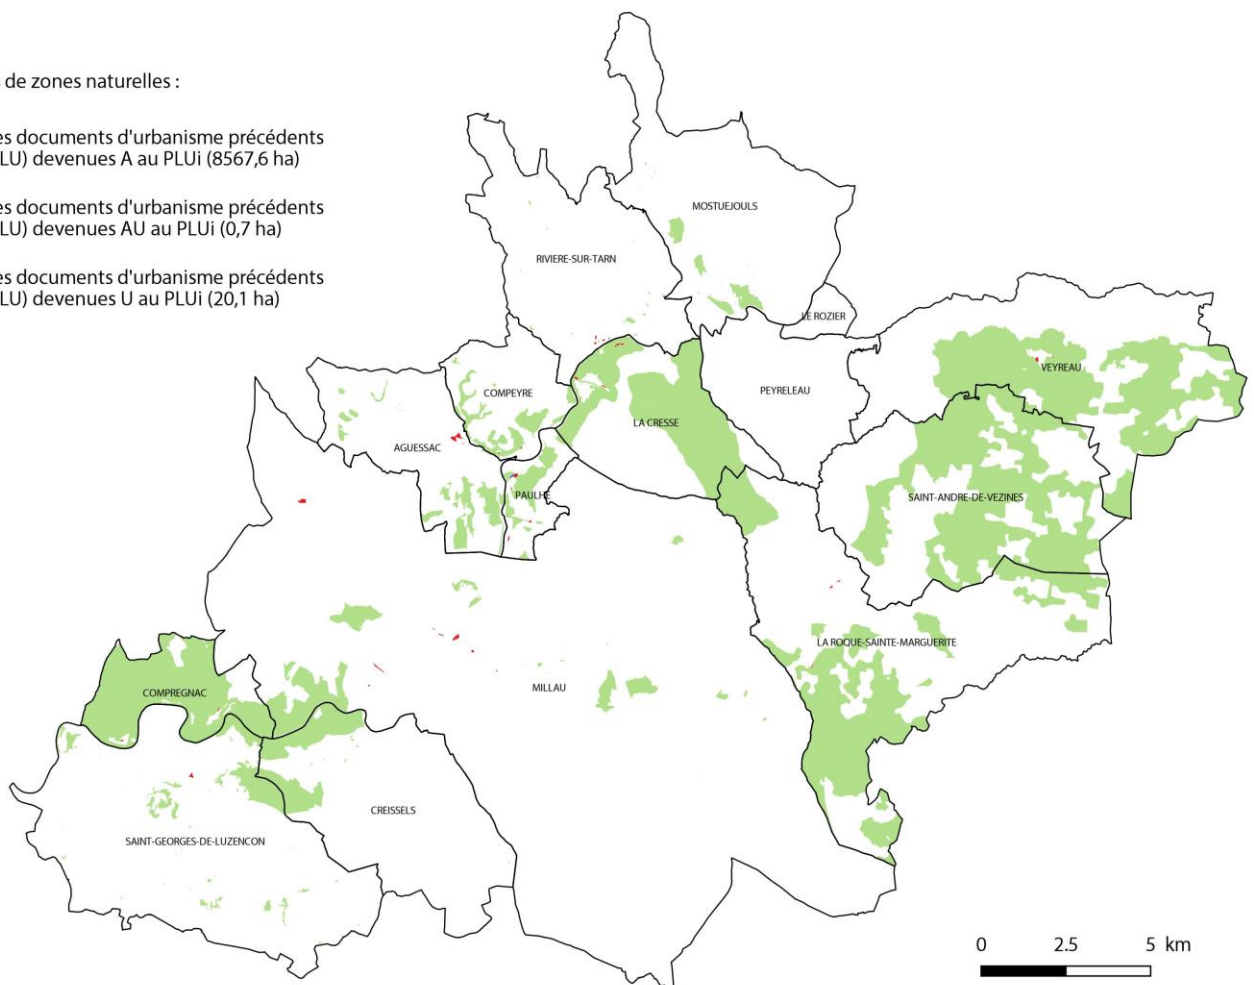 de zones naturelles :
es documents d'urbanisme précédents
LU) devenues A au PLUi (8567,6 ha)
es documents d'urbanisme précédents
LU) devenues AU au PLUi (0,7 ha)
es documents d'urbanisme précédents
LU) devenues U au PLUi (20,1 ha)
MOSTUEJOULS
RIVIERE-SUR-TARN
LE ROZIER
VEYREAU
COMPEYRE
PEYRELEAU
LA CRESSE
AGUESSAC
PAULHE
SAINT-ANDRE-DE-VEZINES
LA ROQUE-SAINTE-MARGUERITE
MILLAU
COMPREGNAC
CREISSELS
SAINT-GEORGES-DE-LUZENCON
0 2.5 5 km